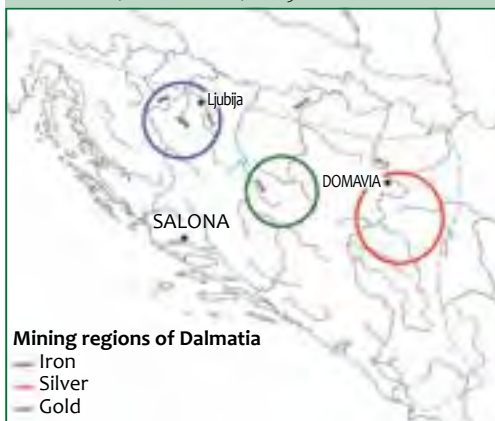 Ljubija
DOMAVIA
SALONA
Mining regions of Dalmatia
Iron
Silver
Gold